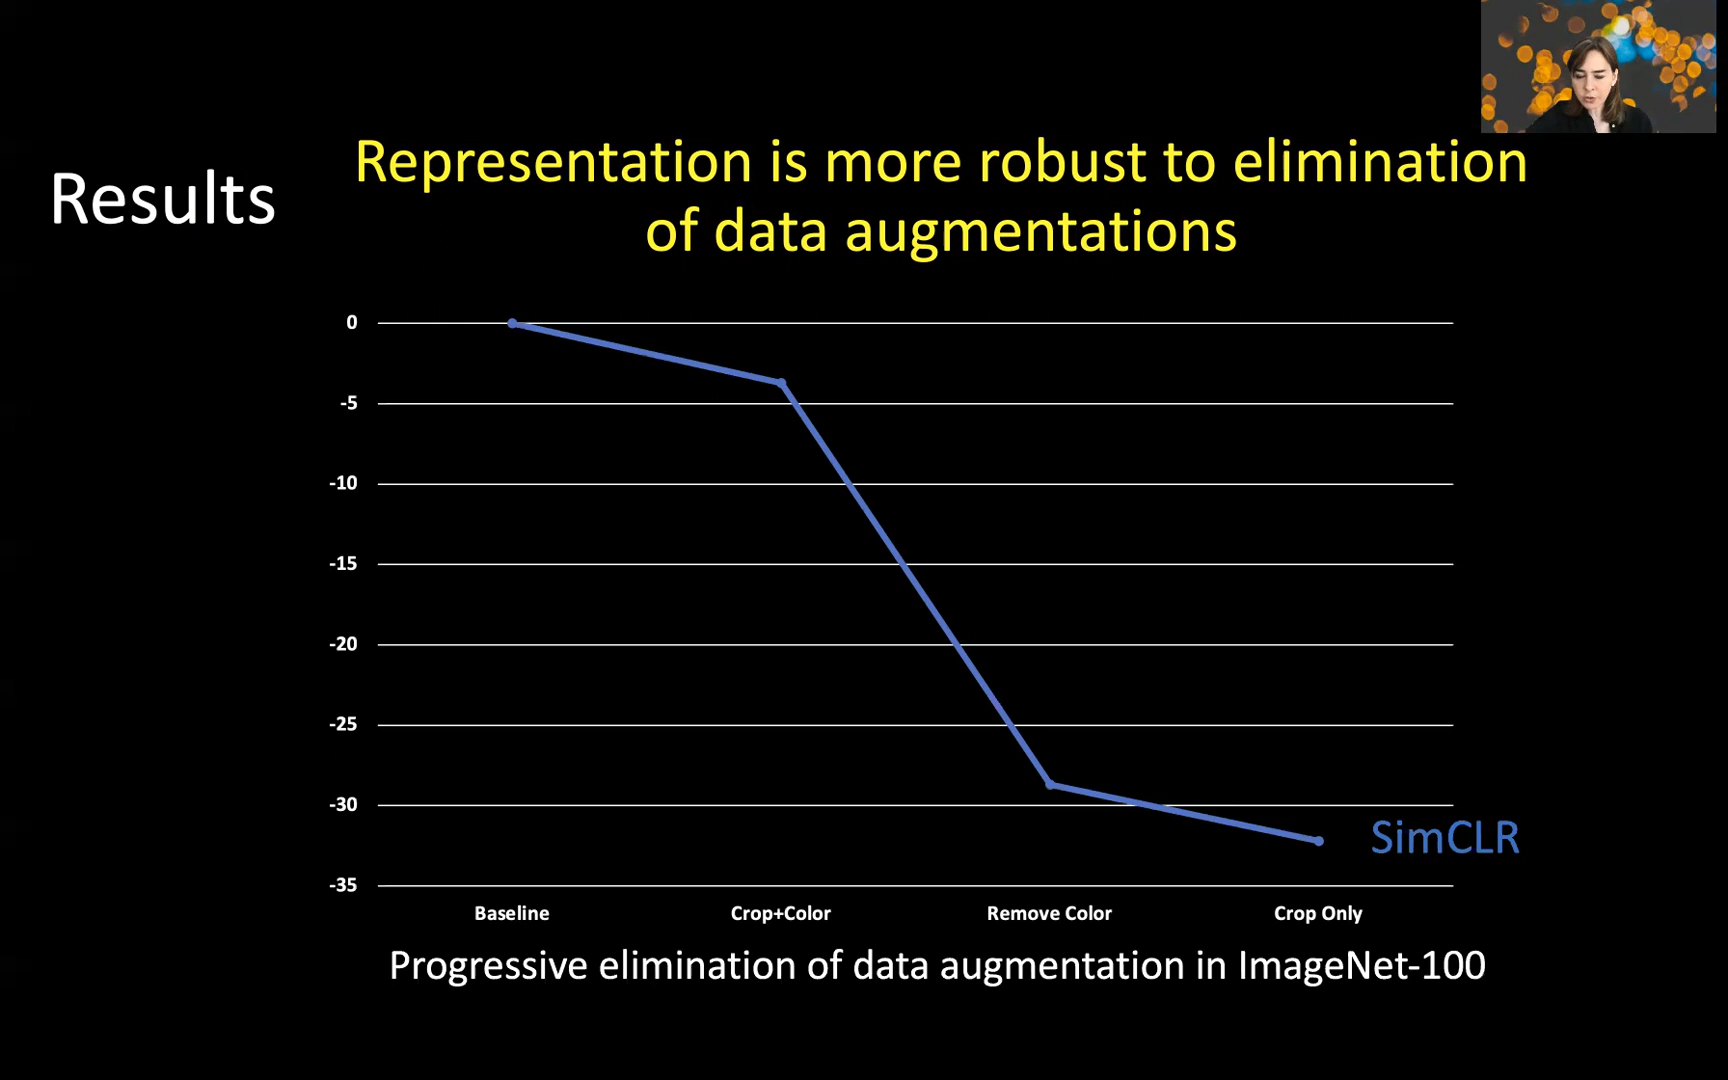 Results
Representation is more robust to elimination
of data augmentations
0
-5
-10
-15
-20
-25
-30
-35
SimCLR
Baseline
Crop+Color
Remove Color
Crop Only
Progressive elimination of data augmentation in ImageNet-100